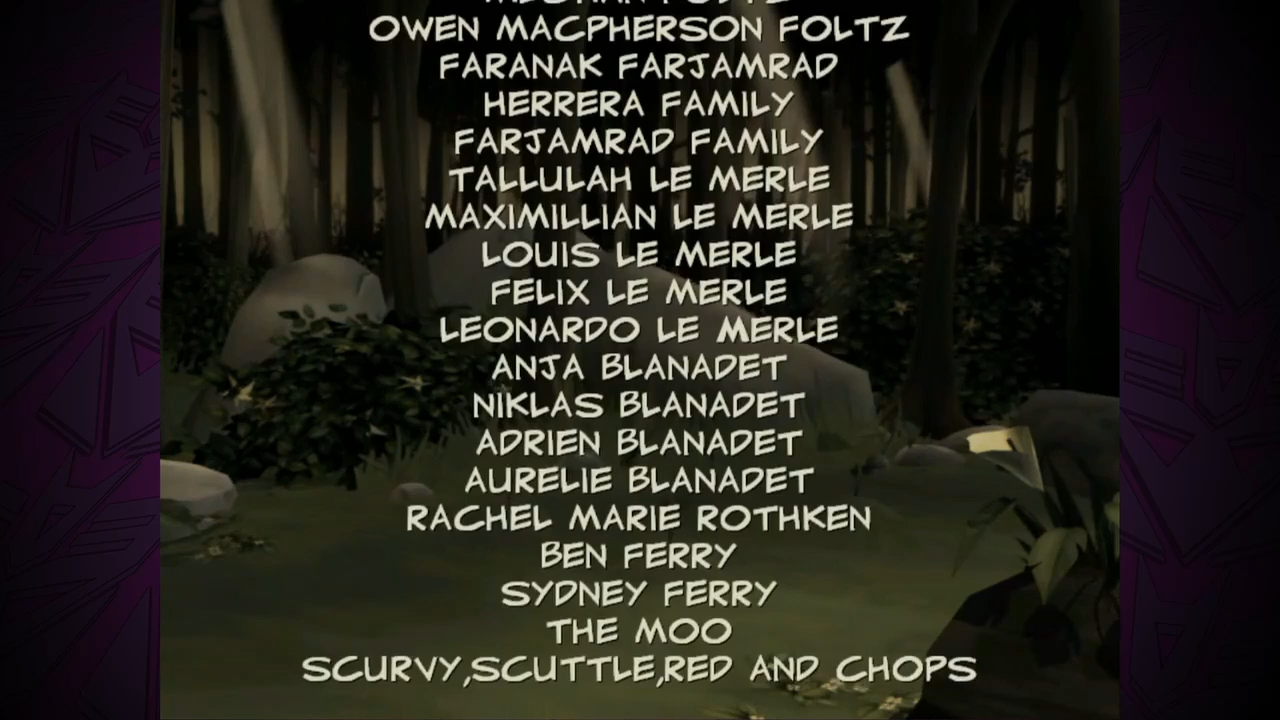 OWEN MACPHERSON FOLTZ
FARANAK FARJAMRAD
HERRERA FAMILY
FARJAMRAD FAMILY
TALLULAH LE MERLE
MAXIMILLIAN LE MERLE
LOUIS LE MERLE
FELIX LE MERLE
LEONARDO LE MERLE
ANJA BLANADET
NIKLAS BLANADET
ADRIEN BLANADET
AURELIE BLANADET
RACHEL MARIE ROTHKEN
BEN FERRY
SYDNEY FERRY
THE MOO
SCURVY,SCUTTLE,RED AND CHOPS